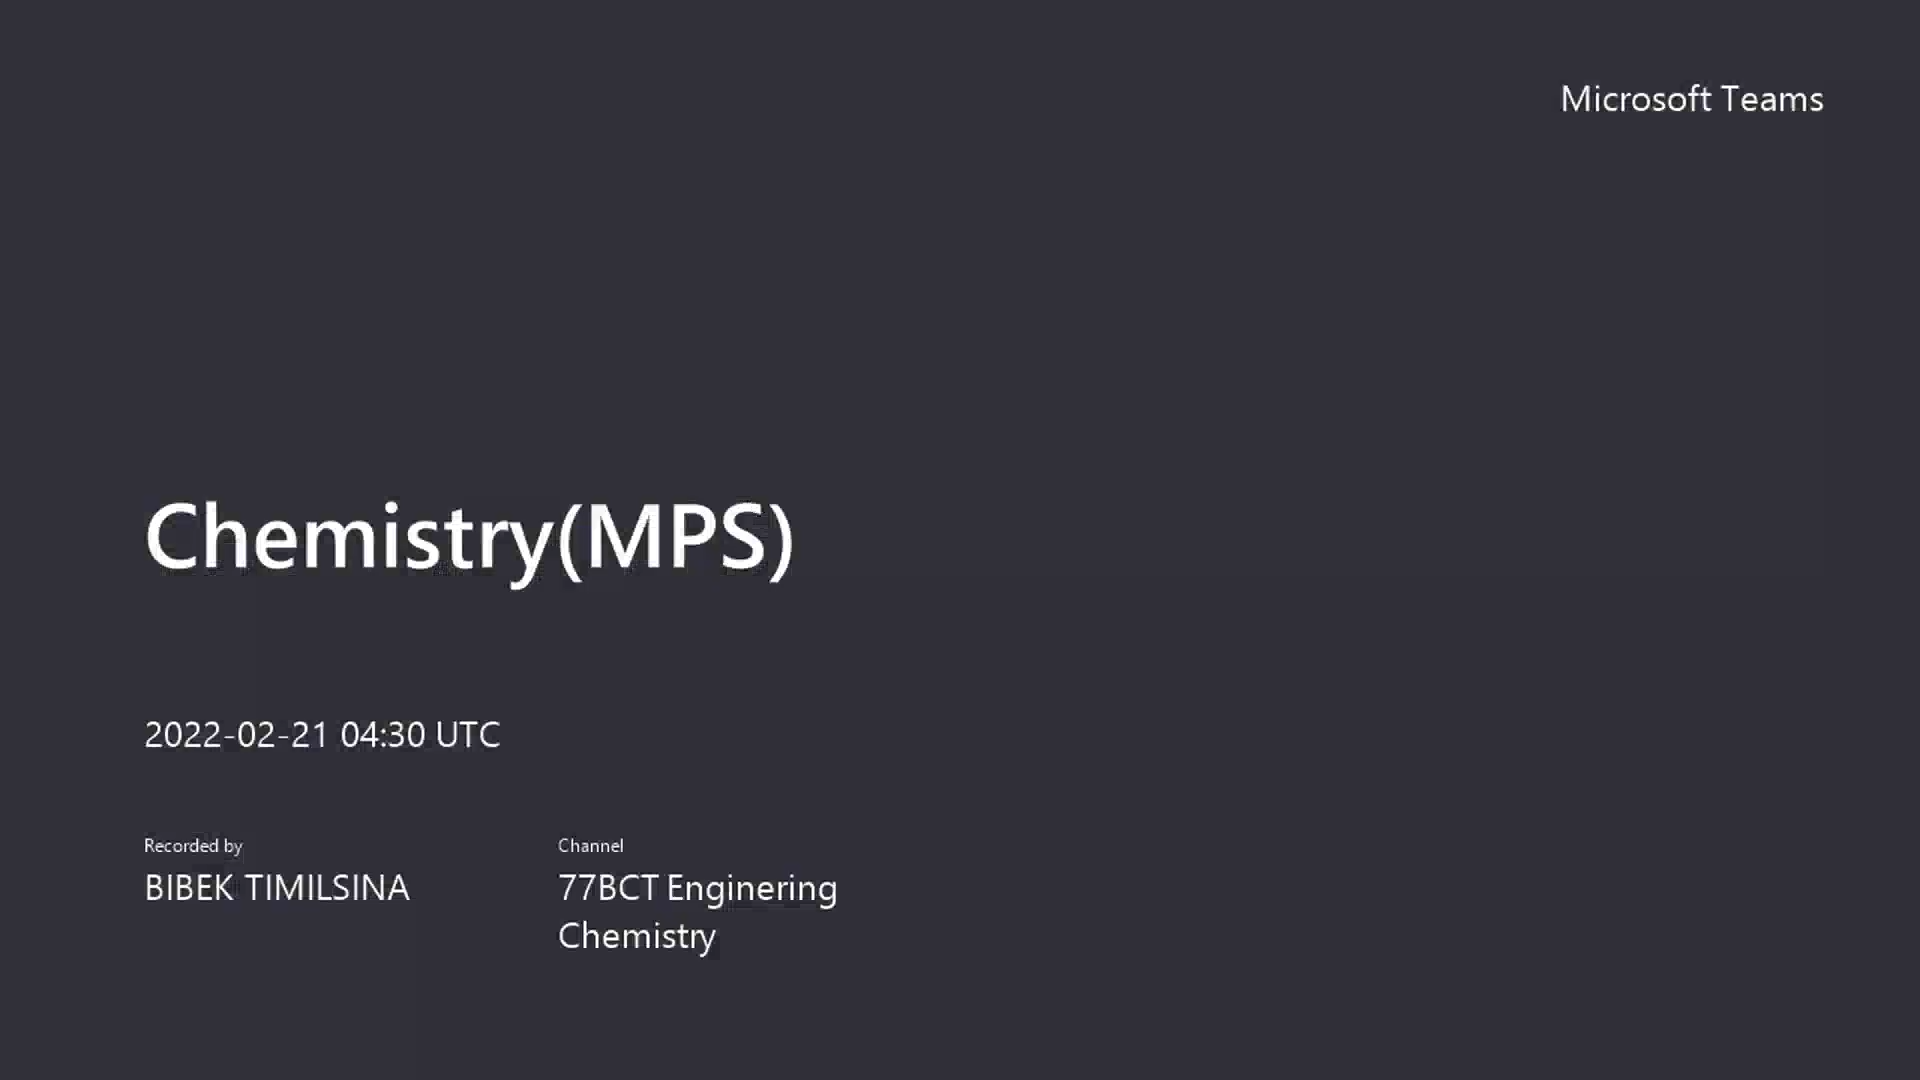 Microsoft Teams
Chemistry(MPS)
2022-02-21 04:30 UTC
Recorded by
BIBEK TIMILSINA
Channel
77BCT Enginering
Chemistry